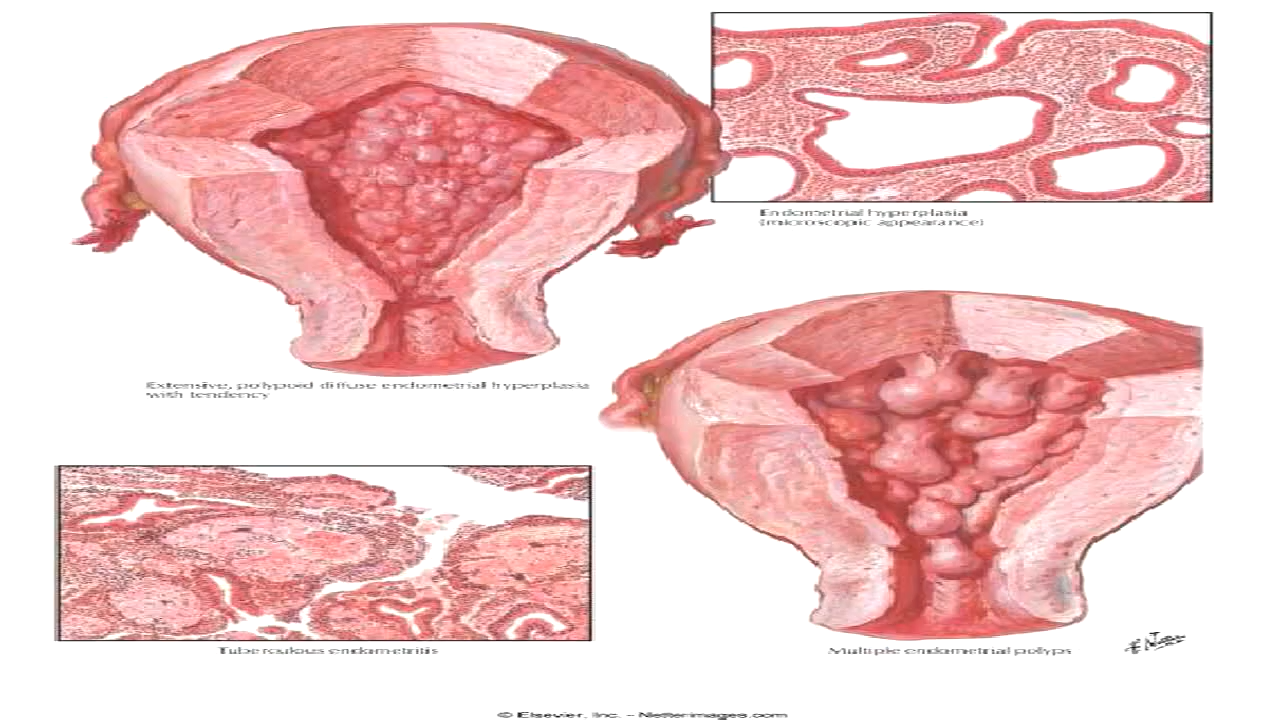 Endometrial hyperplasia
(microscopic appearance)
Extensive, polypoid diffuse endometrial hyperplasia
with tendency
Tuberculous endometritis
Multiple endometrial polyps
F. Netter
© Elsevier, Inc. - Netterimages.com